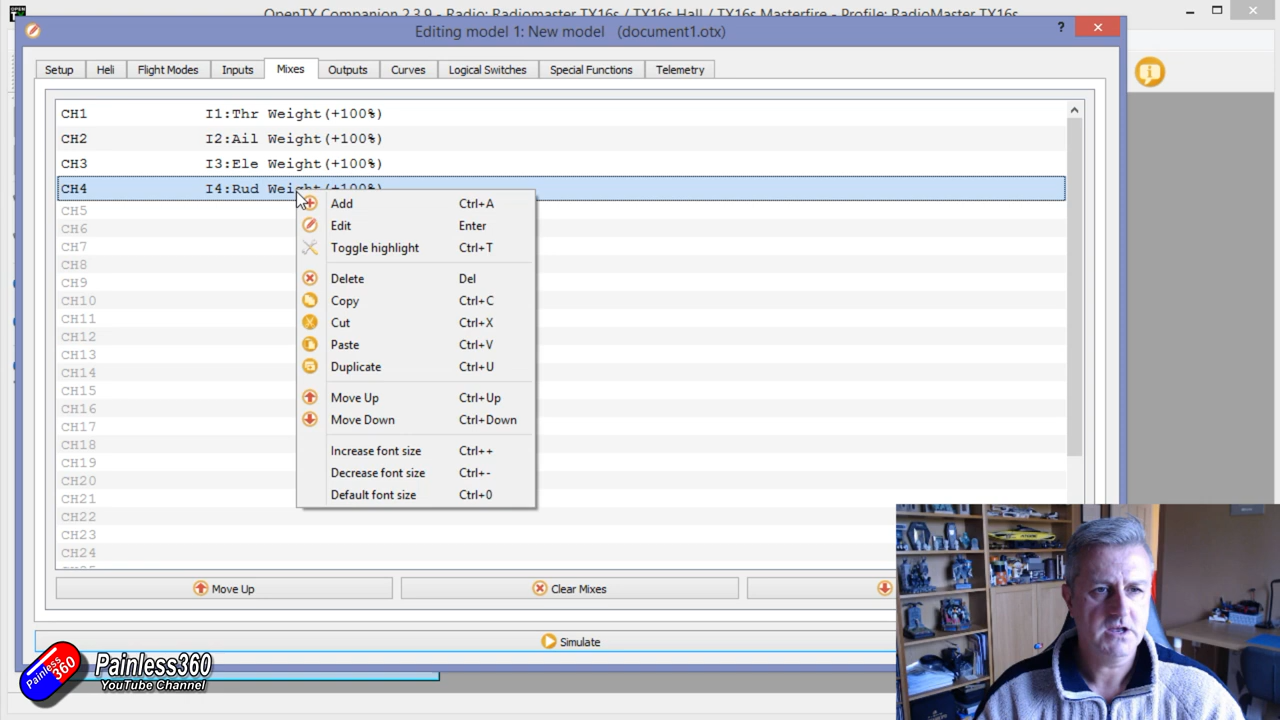 OpenTX Companion 2.3.9 - Radio: Radiomaster TX16s / TX16s Hall / TX16s Masterfire - Profile: RadioMaster TX16s
Editing model 1: New model (document1.otx)
?
Setup Heli Flight Modes Inputs Mixes Outputs Curves Logical Switches Special Functions Telemetry
CH1 I1:Thr Weight(+100%)
CH2 I2:Ail Weight(+100%)
CH3 I3:Ele Weight(+100%)
CH4 I4:Rud Weight(+100%)
CH5
CH6
CH7
CH8
CH9
CH10
CH11
CH12
CH13
CH14
CH15
CH16
CH17
CH18
CH19
CH20
CH21
CH22
CH23
CH24
Add Ctrl+A
Edit Enter
Toggle highlight Ctrl+T
Delete Del
Copy Ctrl+C
Cut Ctrl+X
Paste Ctrl+V
Duplicate Ctrl+U
Move Up Ctrl+Up
Move Down Ctrl+Down
Increase font size Ctrl++
Decrease font size Ctrl+-
Default font size Ctrl+0
Move Up Clear Mixes
Simulate
Painless 360
Painless360
YouTube Channel